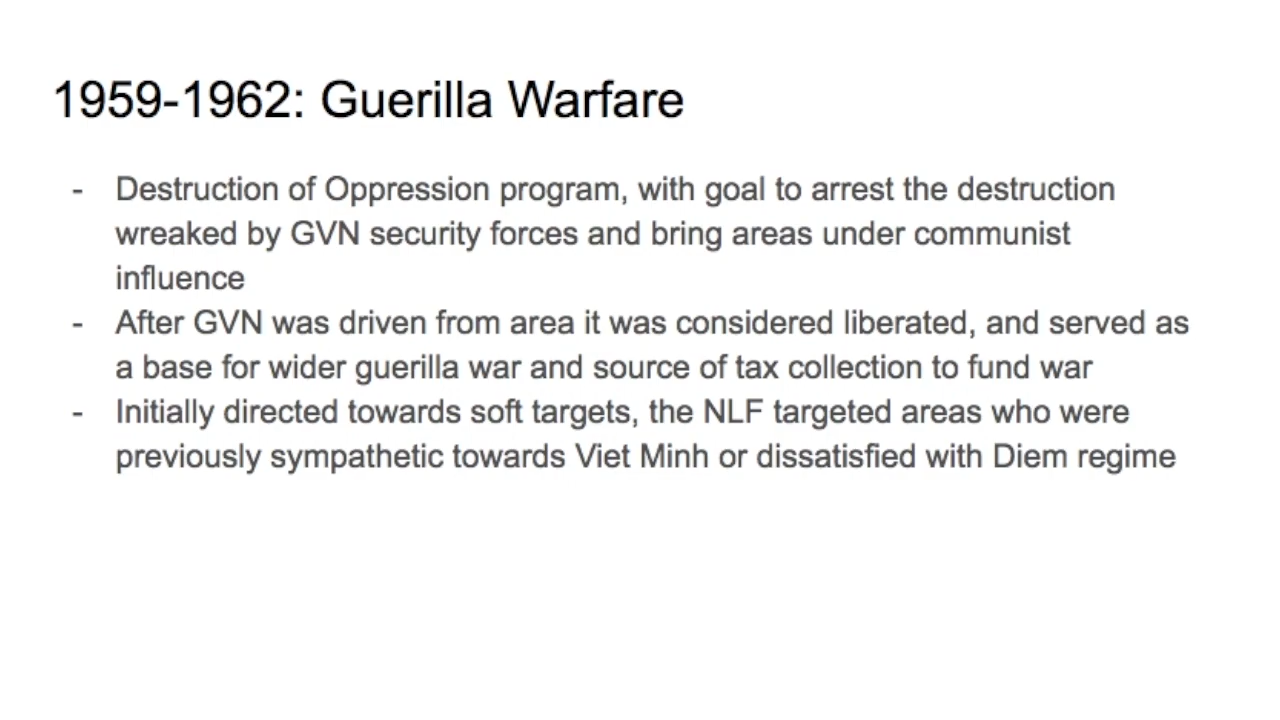 1959-1962: Guerilla Warfare
- Destruction of Oppression program, with goal to arrest the destruction
wreaked by GVN security forces and bring areas under communist
influence
- After GVN was driven from area it was considered liberated, and served as
a base for wider guerilla war and source of tax collection to fund war
- Initially directed towards soft targets, the NLF targeted areas who were
previously sympathetic towards Viet Minh or dissatisfied with Diem regime